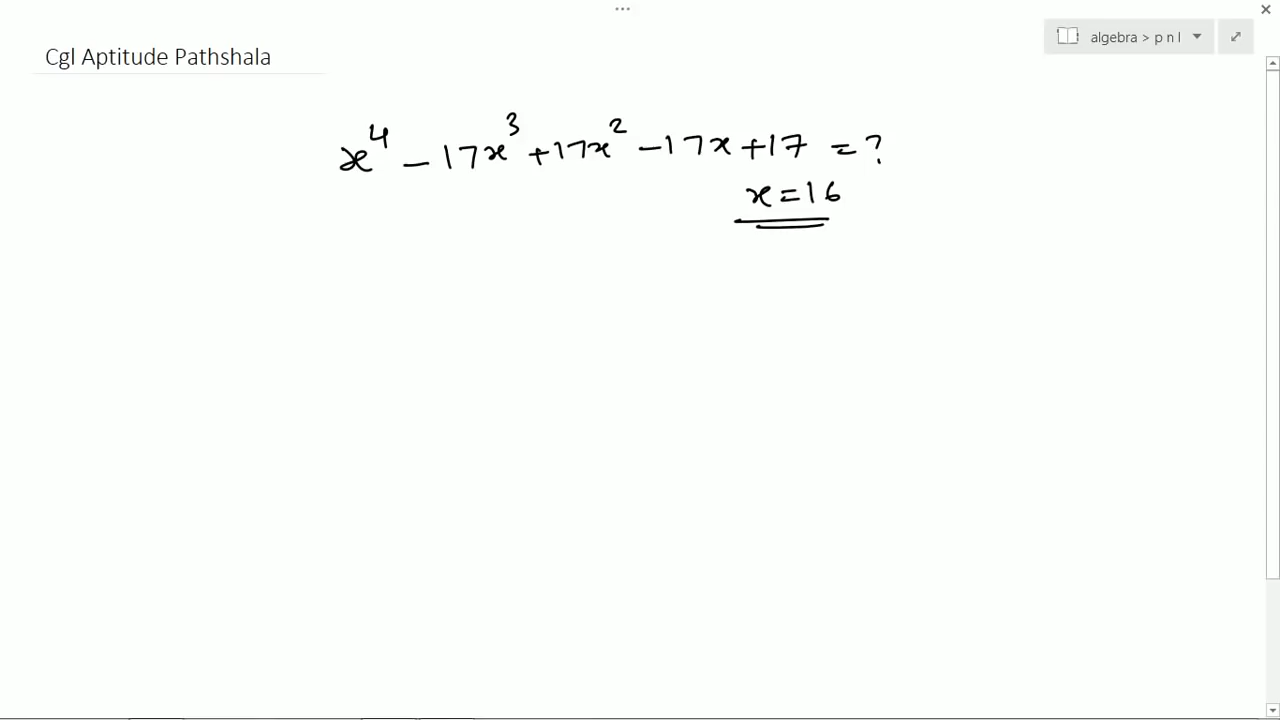 ...
algebra > p n l
Cgl Aptitude Pathshala
x⁴ − 17x³ + 17x² − 17x + 17 = ?
x = 16